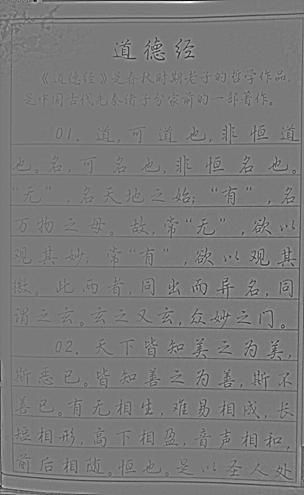 道德经
《道德经》是春秋时期老子的哲学作品,
是中国古代先秦诸子分家前的一部著作。
01. 道,可道也,非恒道
也。名,可名也,非恒名也。
“无”,名天地之始;“有”,名
万物之母。故,常“无”,欲以
观其妙;常“有”,欲以观其
徼。此两者,同出而异名,同
谓之玄。玄之又玄,众妙之门。
02. 天下皆知美之为美,
斯恶已。皆知善之为善,斯不
善已。有无相生,难易相成,长
短相形,高下相盈,音声相和,
前后相随。恒也。是以圣人处